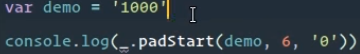 var demo = '1000'
console.log(_.padStart(demo, 6, '0'))